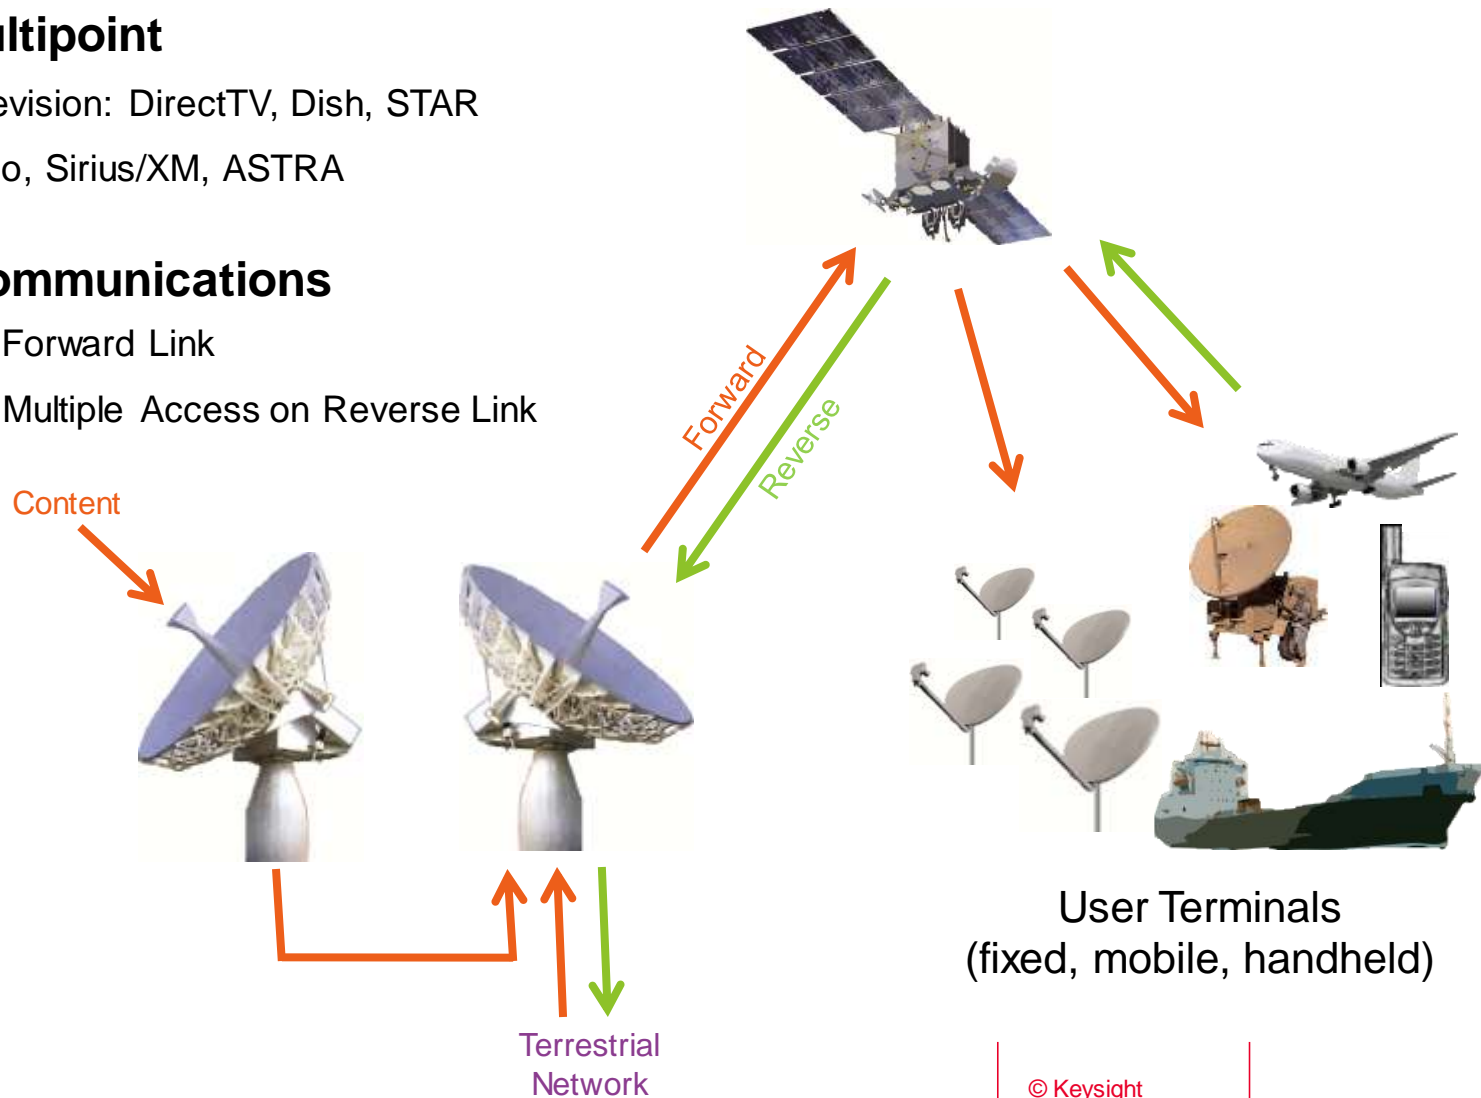 ultipoint
evision: DirectTV, Dish, STAR
o, Sirius/XM, ASTRA
ommunications
Forward Link
Multiple Access on Reverse Link
Forward
Reverse
Content
User Terminals
(fixed, mobile, handheld)
Terrestrial
Network
© Keysight